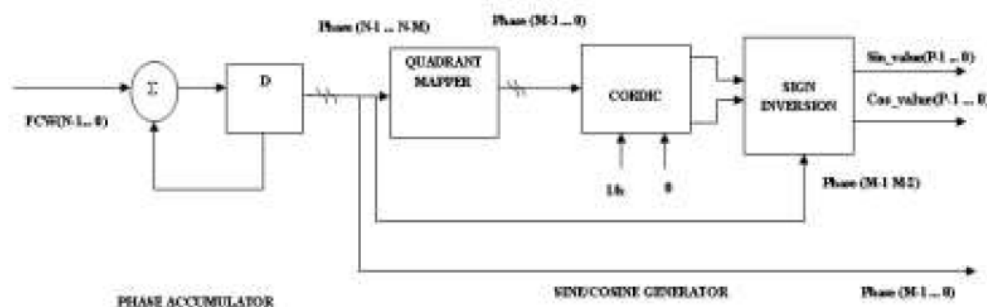 Phase (N-1 ... N-M)
Phase (M-3 ... 0)
QUADRANT
MAPPER
D
Σ
CORDIC
SIGN
INVERSION
Sin_value(P-1 ... 0)
Cos_value(P-1 ... 0)
FCW(N-1 ... 0)
0
Phase (M-1 M-2)
PHASE ACCUMULATOR
SINE/COSINE GENERATOR
Phase (M-1 ... 0)